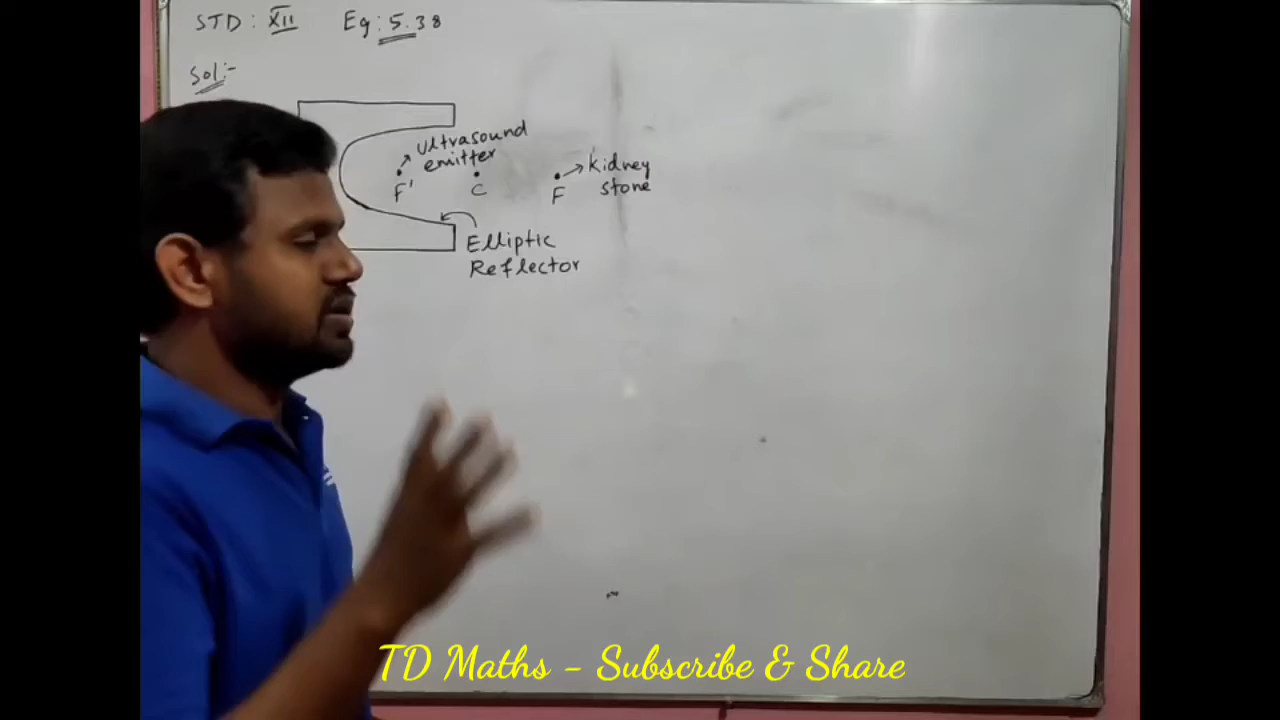 STD : XII Eg : 5.38
Sol:-
ultrasound
emitter
kidney
stone
F'
C
F
Elliptic
Reflector
TD Maths - Subscribe & Share